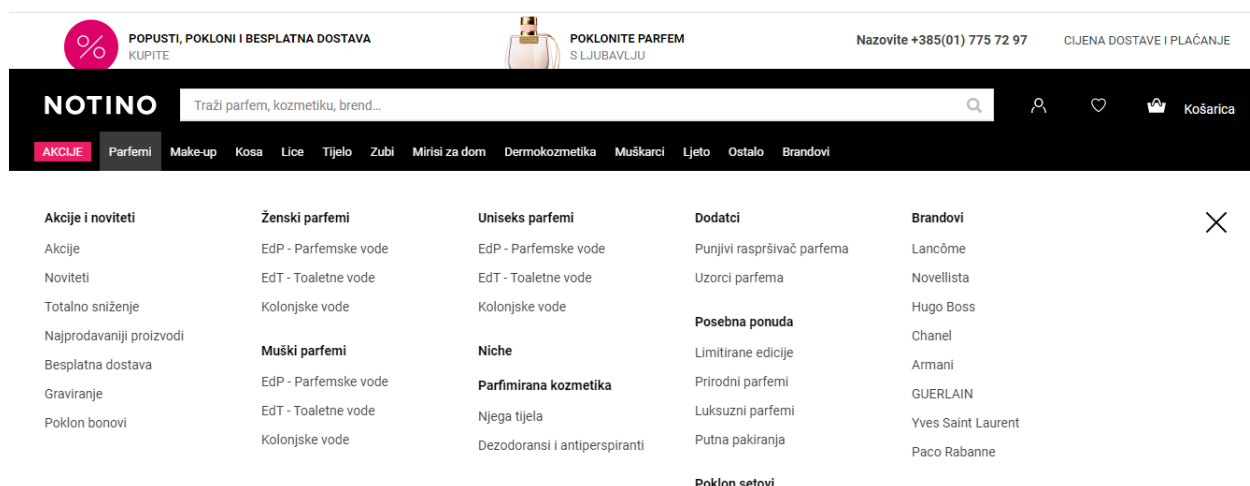 POPUSTI, POKLONI I BESPLATNA DOSTAVA
KUPITE
POKLONITE PARFEM
S LJUBAVLJU
Nazovite +385(01) 775 72 97
CIJENA DOSTAVE I PLAĆANJE
NOTINO
Traži parfem, kozmetiku, brend...
Košarica
AKCIJE Parfemi Make-up Kosa Lice Tijelo Zubi Mirisi za dom Dermokozmetika Muškarci Ljeto Ostalo Brandovi
Akcije i noviteti
Akcije
Noviteti
Totalno sniženje
Najprodavaniji proizvodi
Besplatna dostava
Graviranje
Poklon bonovi
Ženski parfemi
EdP - Parfemske vode
EdT - Toaletne vode
Kolonjske vode
Muški parfemi
EdP - Parfemske vode
EdT - Toaletne vode
Kolonjske vode
Uniseks parfemi
EdP - Parfemske vode
EdT - Toaletne vode
Kolonjske vode
Niche
Parfimirana kozmetika
Njega tijela
Dezodoransi i antiperspiranti
Dodatci
Punjivi raspršivač parfema
Uzorci parfema
Posebna ponuda
Limitirane edicije
Prirodni parfemi
Luksuzni parfemi
Putna pakiranja
Poklon setovi
Brandovi
Lancôme
Novellista
Hugo Boss
Chanel
Armani
GUERLAIN
Yves Saint Laurent
Paco Rabanne